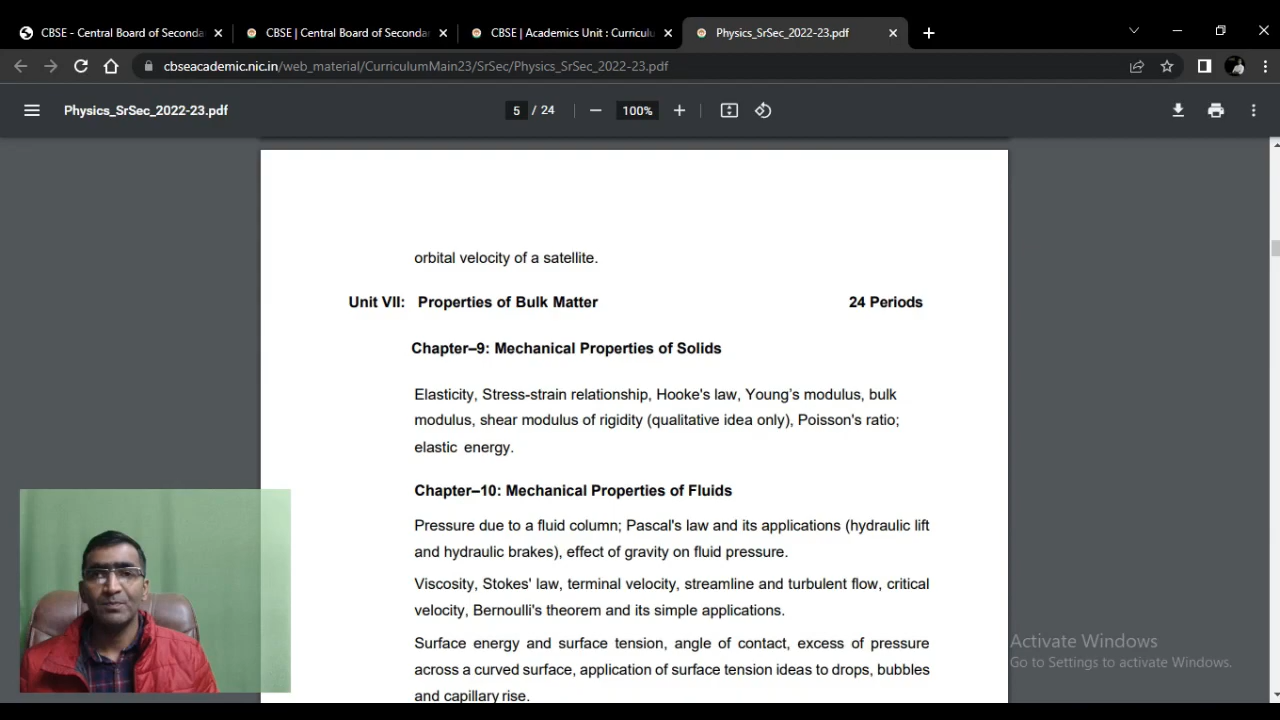 CBSE - Central Board of Seconda
CBSE | Central Board of Seconda
CBSE | Academics Unit : Curricul
Physics_SrSec_2022-23.pdf
cbseacademic.nic.in/web_material/CurriculumMain23/SrSec/Physics_SrSec_2022-23.pdf
Physics_SrSec_2022-23.pdf
5 / 24
100%
orbital velocity of a satellite.
Unit VII: Properties of Bulk Matter 24 Periods
Chapter–9: Mechanical Properties of Solids
Elasticity, Stress-strain relationship, Hooke's law, Young’s modulus, bulk
modulus, shear modulus of rigidity (qualitative idea only), Poisson's ratio;
elastic energy.
Chapter–10: Mechanical Properties of Fluids
Pressure due to a fluid column; Pascal's law and its applications (hydraulic lift
and hydraulic brakes), effect of gravity on fluid pressure.
Viscosity, Stokes' law, terminal velocity, streamline and turbulent flow, critical
velocity, Bernoulli's theorem and its simple applications.
Surface energy and surface tension, angle of contact, excess of pressure
across a curved surface, application of surface tension ideas to drops, bubbles
and capillary rise.
Activate Windows
Go to Settings to activate Windows.